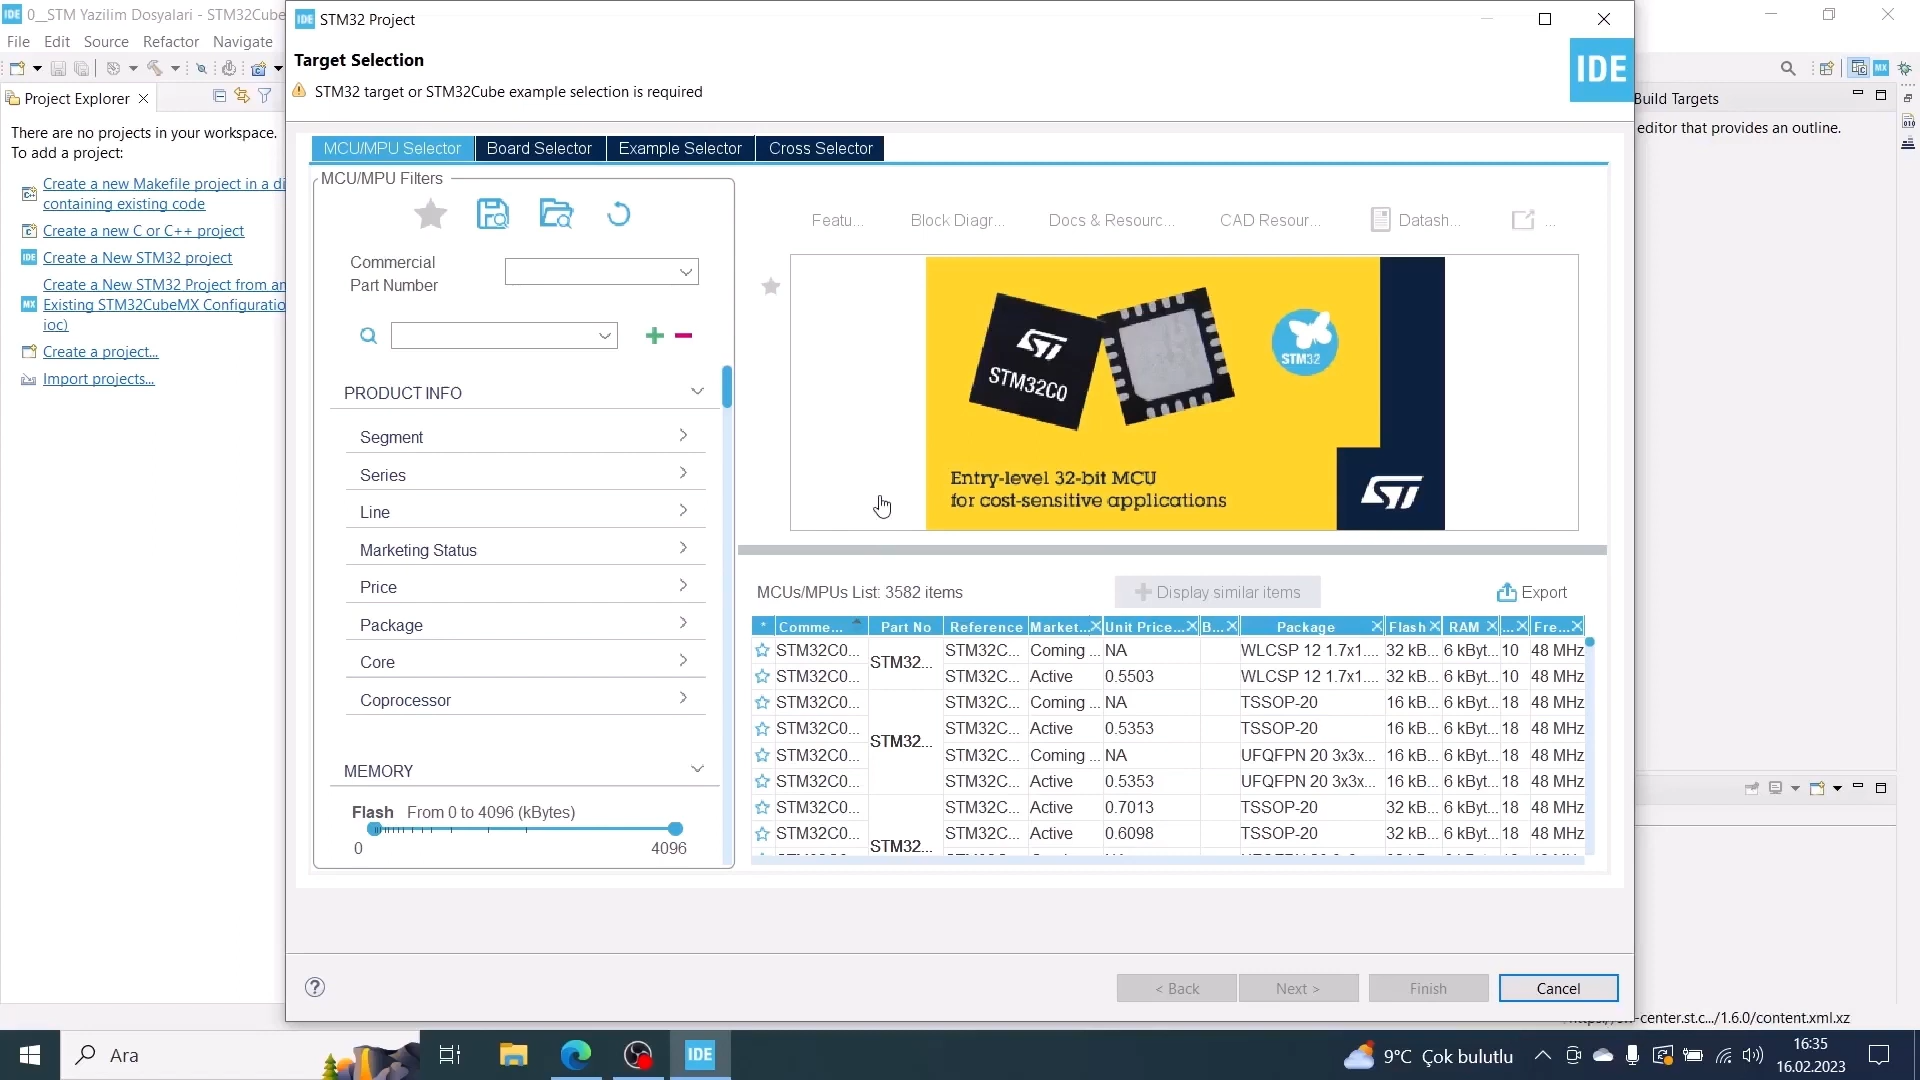 0__STM Yazilim Dosyalari - STM32Cube
File Edit Source Refactor Navigate
Project Explorer
There are no projects in your workspace.
To add a project:
Create a new Makefile project in a di
containing existing code
Create a new C or C++ project
Create a New STM32 project
Create a New STM32 Project from an
Existing STM32CubeMX Configuratio
ioc)
Create a project...
Import projects...
IDE STM32 Project
Target Selection
STM32 target or STM32Cube example selection is required
IDE
MCU/MPU Selector Board Selector Example Selector Cross Selector
MCU/MPU Filters
Commercial
Part Number
PRODUCT INFO
Segment
Series
Line
Marketing Status
Price
Package
Core
Coprocessor
MEMORY
Flash From 0 to 4096 (kBytes)
0 4096
Featu... Block Diagr... Docs & Resourc... CAD Resour... Datash... ...
STM32C0
STM32
Entry-level 32-bit MCU
for cost-sensitive applications
MCUs/MPUs List: 3582 items Display similar items Export
* Comme... Part No Reference Market... Unit Price... B... Package Flash RAM ... Fre...
STM32C0... STM32... STM32C... Coming ... NA WLCSP 12 1.7x1.... 32 kB... 6 kByt... 10 48 MHz
STM32C0... STM32C... Active 0.5503 WLCSP 12 1.7x1.... 32 kB... 6 kByt... 10 48 MHz
STM32C0... STM32... STM32C... Coming ... NA TSSOP-20 16 kB... 6 kByt... 18 48 MHz
STM32C0... STM32C... Active 0.5353 TSSOP-20 16 kB... 6 kByt... 18 48 MHz
STM32C0... STM32C... Coming ... NA UFQFPN 20 3x3x... 16 kB... 6 kByt... 18 48 MHz
STM32C0... STM32C... Active 0.5353 UFQFPN 20 3x3x... 16 kB... 6 kByt... 18 48 MHz
STM32C0... STM32... STM32C... Active 0.7013 TSSOP-20 32 kB... 6 kByt... 18 48 MHz
STM32C0... STM32C... Active 0.6098 TSSOP-20 32 kB... 6 kByt... 18 48 MHz
< Back Next > Finish Cancel
Build Targets
editor that provides an outline.
-center.st.c.../1.6.0/content.xml.xz
Ara
IDE
9°C Çok bulutlu
16:35
16.02.2023